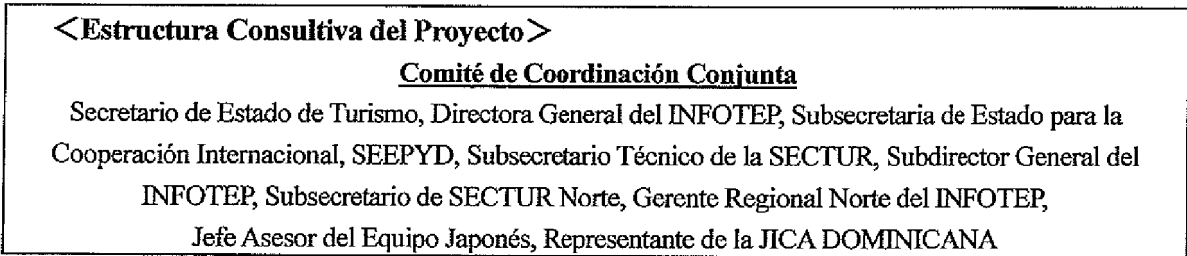 <Estructura Consultiva del Proyecto>
Comité de Coordinación Conjunta
Secretario de Estado de Turismo, Directora General del INFOTEP, Subsecretaria de Estado para la
Cooperación Internacional, SEEPYD, Subsecretario Técnico de la SECTUR, Subdirector General del
INFOTEP, Subsecretario de SECTUR Norte, Gerente Regional Norte del INFOTEP,
Jefe Asesor del Equipo Japonés, Representante de la JICA DOMINICANA